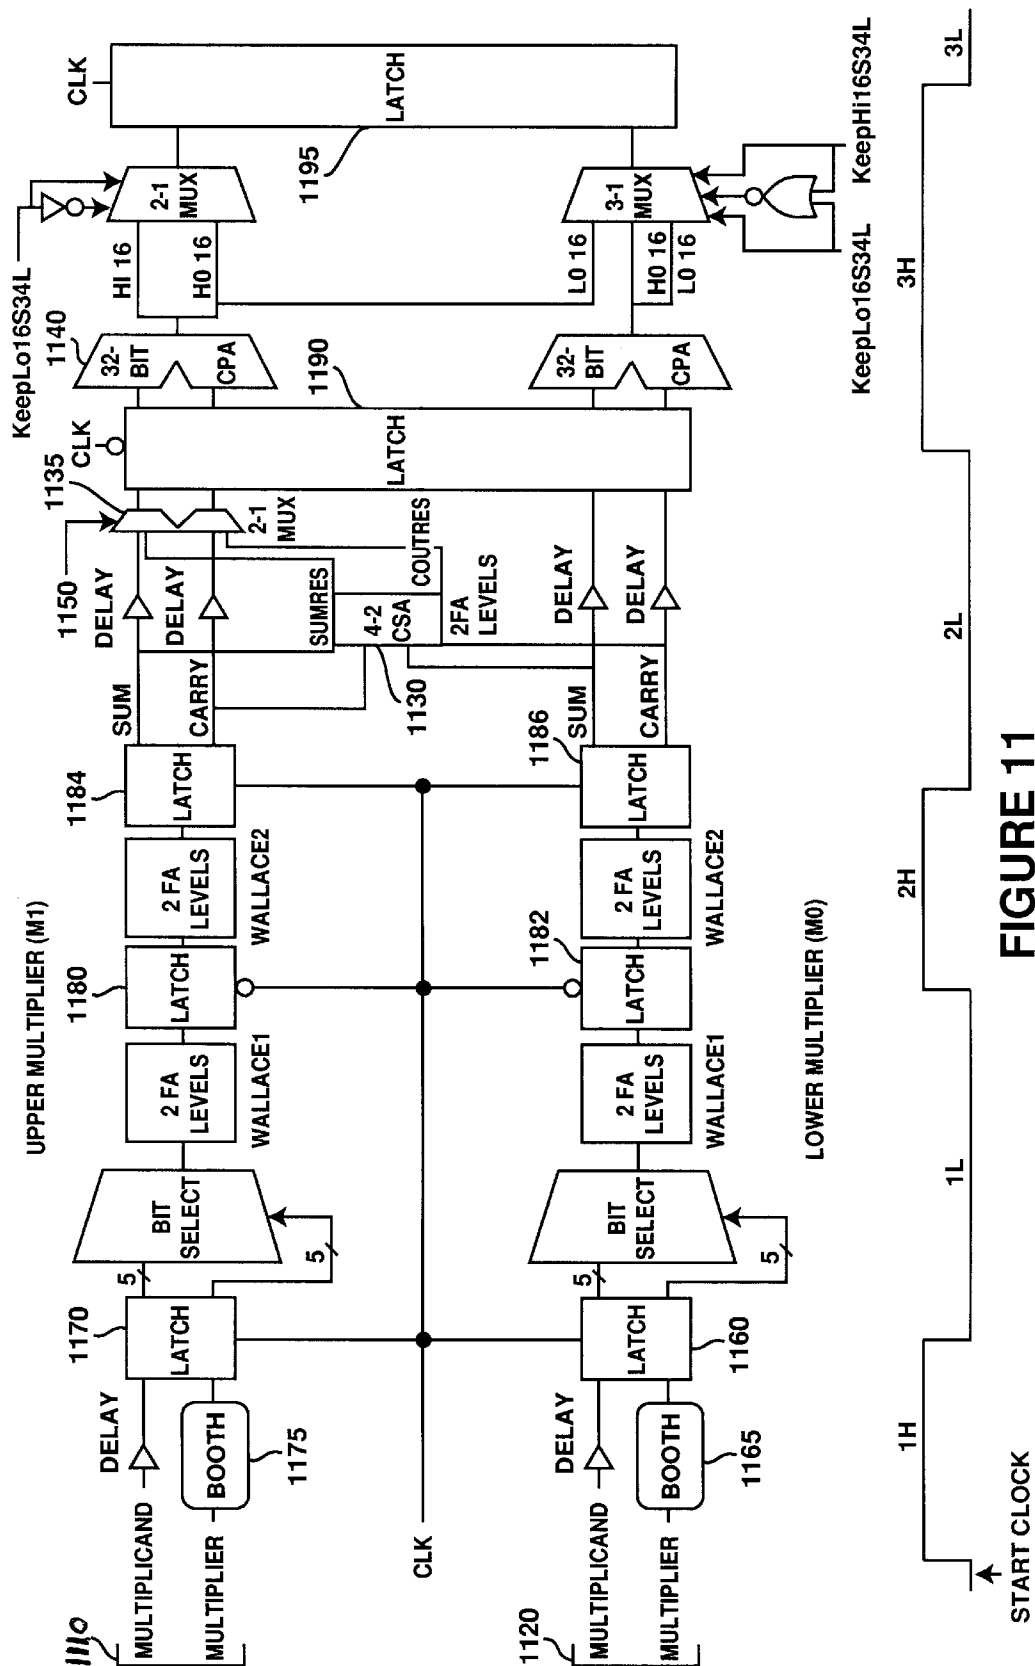 UPPER MULTIPLIER (M1)
1110
MULTIPLICAND
MULTIPLIER
DELAY
BOOTH
1175
1170
LATCH
5
5
BIT
SELECT
2 FA
LEVELS
WALLACE1
1180
LATCH
2 FA
LEVELS
WALLACE2
1184
LATCH
SUM
CARRY
DELAY
DELAY
1150
1135
2-1
MUX
SUMRES
COUTRES
4-2
CSA
2FA
LEVELS
1130
CLK
LATCH
1190
1140
32-
BIT
CPA
KeepLo16S34L
HI 16
H0 16
2-1
MUX
CLK
LATCH
1195
CLK
1120
MULTIPLICAND
MULTIPLIER
DELAY
BOOTH
1165
LATCH
1160
5
5
BIT
SELECT
2 FA
LEVELS
WALLACE1
1182
LATCH
2 FA
LEVELS
WALLACE2
1186
LATCH
SUM
CARRY
DELAY
DELAY
32-
BIT
CPA
L0 16
H0 16
L0 16
3-1
MUX
KeepLo16S34L
KeepHi16S34L
LOWER MULTIPLIER (M0)
START CLOCK
1H
1L
2H
2L
3H
3L
FIGURE 11